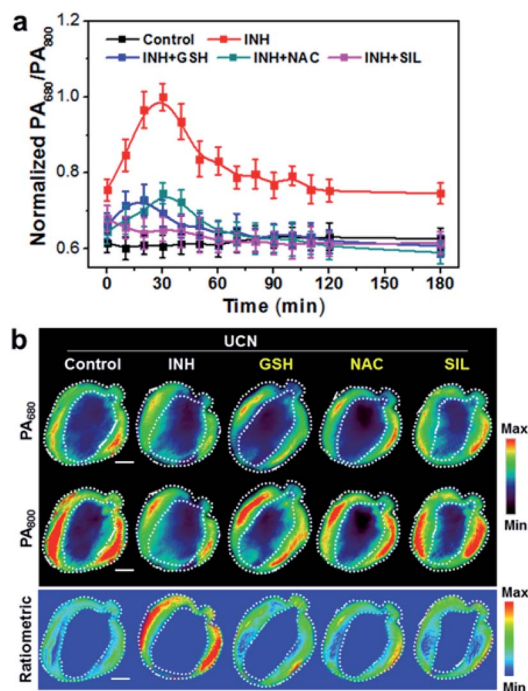 a
Normalized PA680/PA800
1.2
1.0
0.8
0.6
Control INH
INH+GSH INH+NAC INH+SIL
0 30 60 90 120 150 180
Time (min)
b
UCN
Control INH GSH NAC SIL
PA680
PA800
Max
Min
Ratiometric
Max
Min